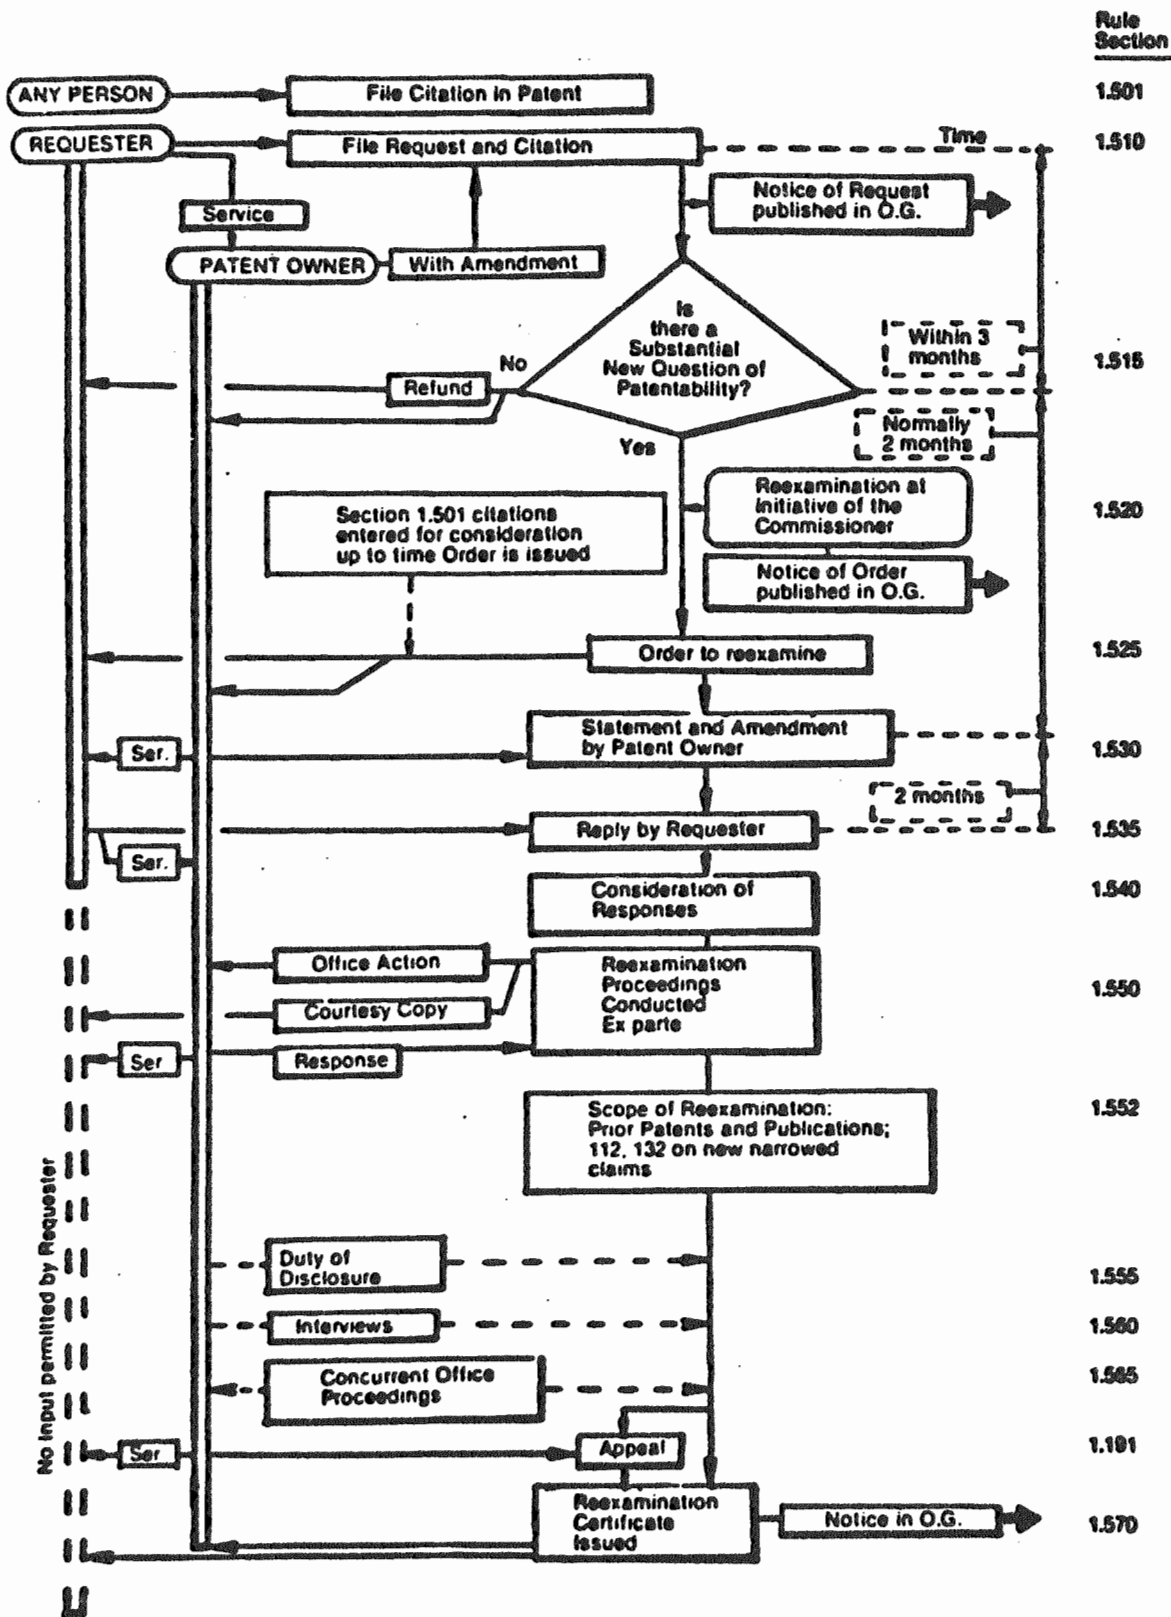 Rule
Section
ANY PERSON
File Citation in Patent
1.501
REQUESTER
File Request and Citation
Time
1.510
Notice of Request
published in O.G.
Service
PATENT OWNER
With Amendment
Is
there a
Substantial
New Question of
Patentability?
Within 3
months
No
Refund
1.515
Normally
2 months
Yes
Reexamination at
Initiative of the
Commissioner
1.520
Section 1.501 citations
entered for consideration
up to time Order is issued
Notice of Order
published in O.G.
Order to reexamine
1.525
Statement and Amendment
by Patent Owner
Ser.
1.530
2 months
Reply by Requester
1.535
Ser.
Consideration of
Responses
1.540
Office Action
Reexamination
Proceedings
Conducted
Ex parte
1.550
Courtesy Copy
Ser
Response
Scope of Reexamination:
Prior Patents and Publications;
112, 132 on new narrowed
claims
1.552
No input permitted by Requester
Duty of
Disclosure
1.555
Interviews
1.560
Concurrent Office
Proceedings
1.565
Ser
Appeal
1.191
Reexamination
Certificate
Issued
Notice in O.G.
1.570